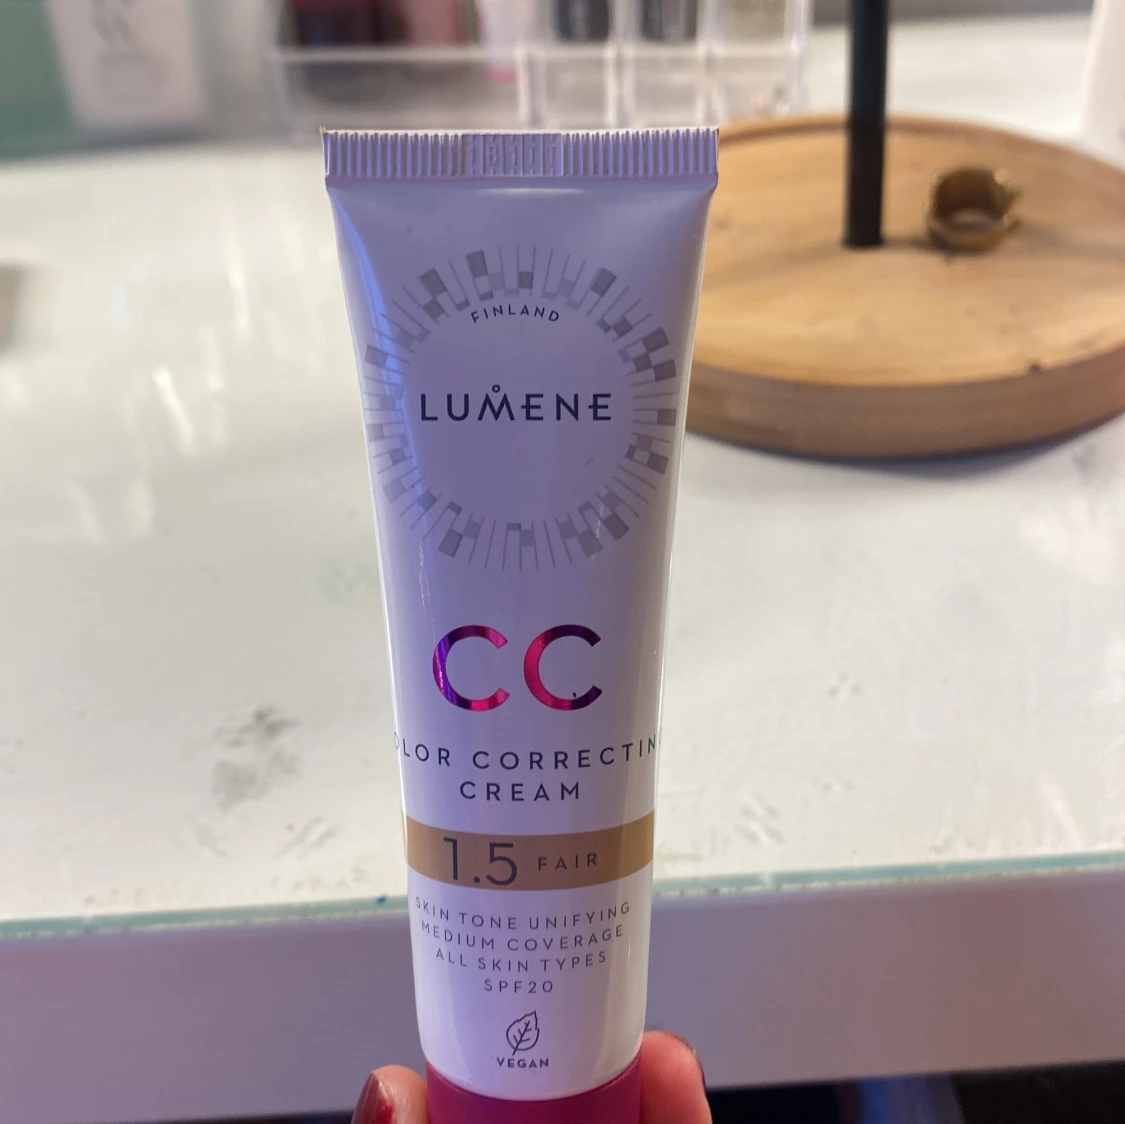 FINLAND
LUMENE
CC
OLOR CORRECTIN
CREAM
1.5 FAIR
SKIN TONE UNIFYING
MEDIUM COVERAGE
ALL SKIN TYPES
SPF20
VEGAN